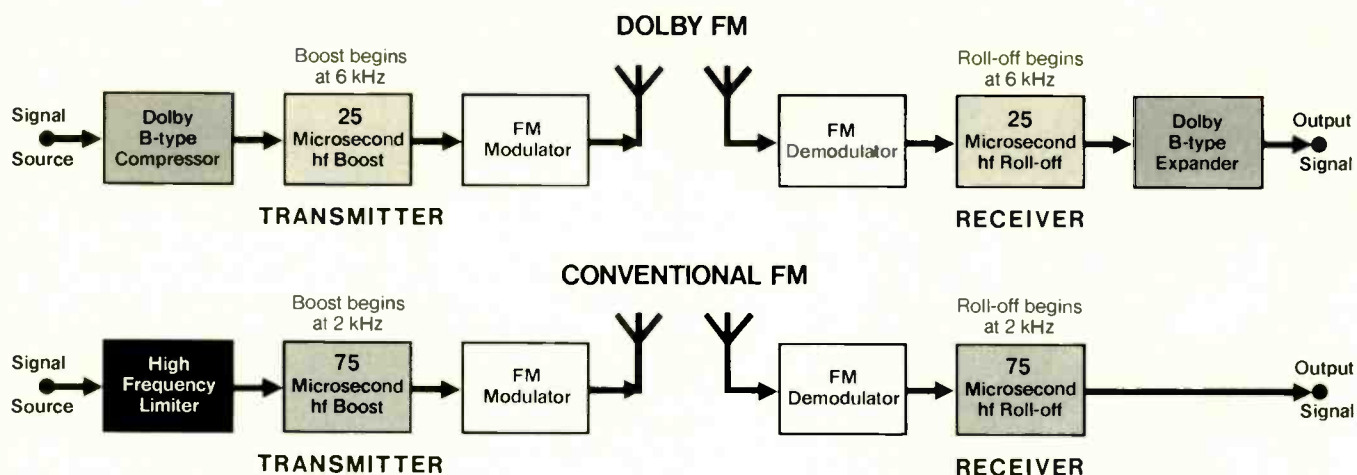 DOLBY FM
Boost begins
at 6 kHz
Roll-off begins
at 6 kHz
Signal
Source
Dolby
B-type
Compressor
25
Microsecond
hf Boost
FM
Modulator
FM
Demodulator
25
Microsecond
hf Roll-off
Dolby
B-type
Expander
Output
Signal
TRANSMITTER
RECEIVER
CONVENTIONAL FM
Boost begins
at 2 kHz
Roll-off begins
at 2 kHz
Signal
Source
High
Frequency
Limiter
75
Microsecond
hf Boost
FM
Modulator
FM
Demodulator
75
Microsecond
hf Roll-off
Output
Signal
TRANSMITTER
RECEIVER